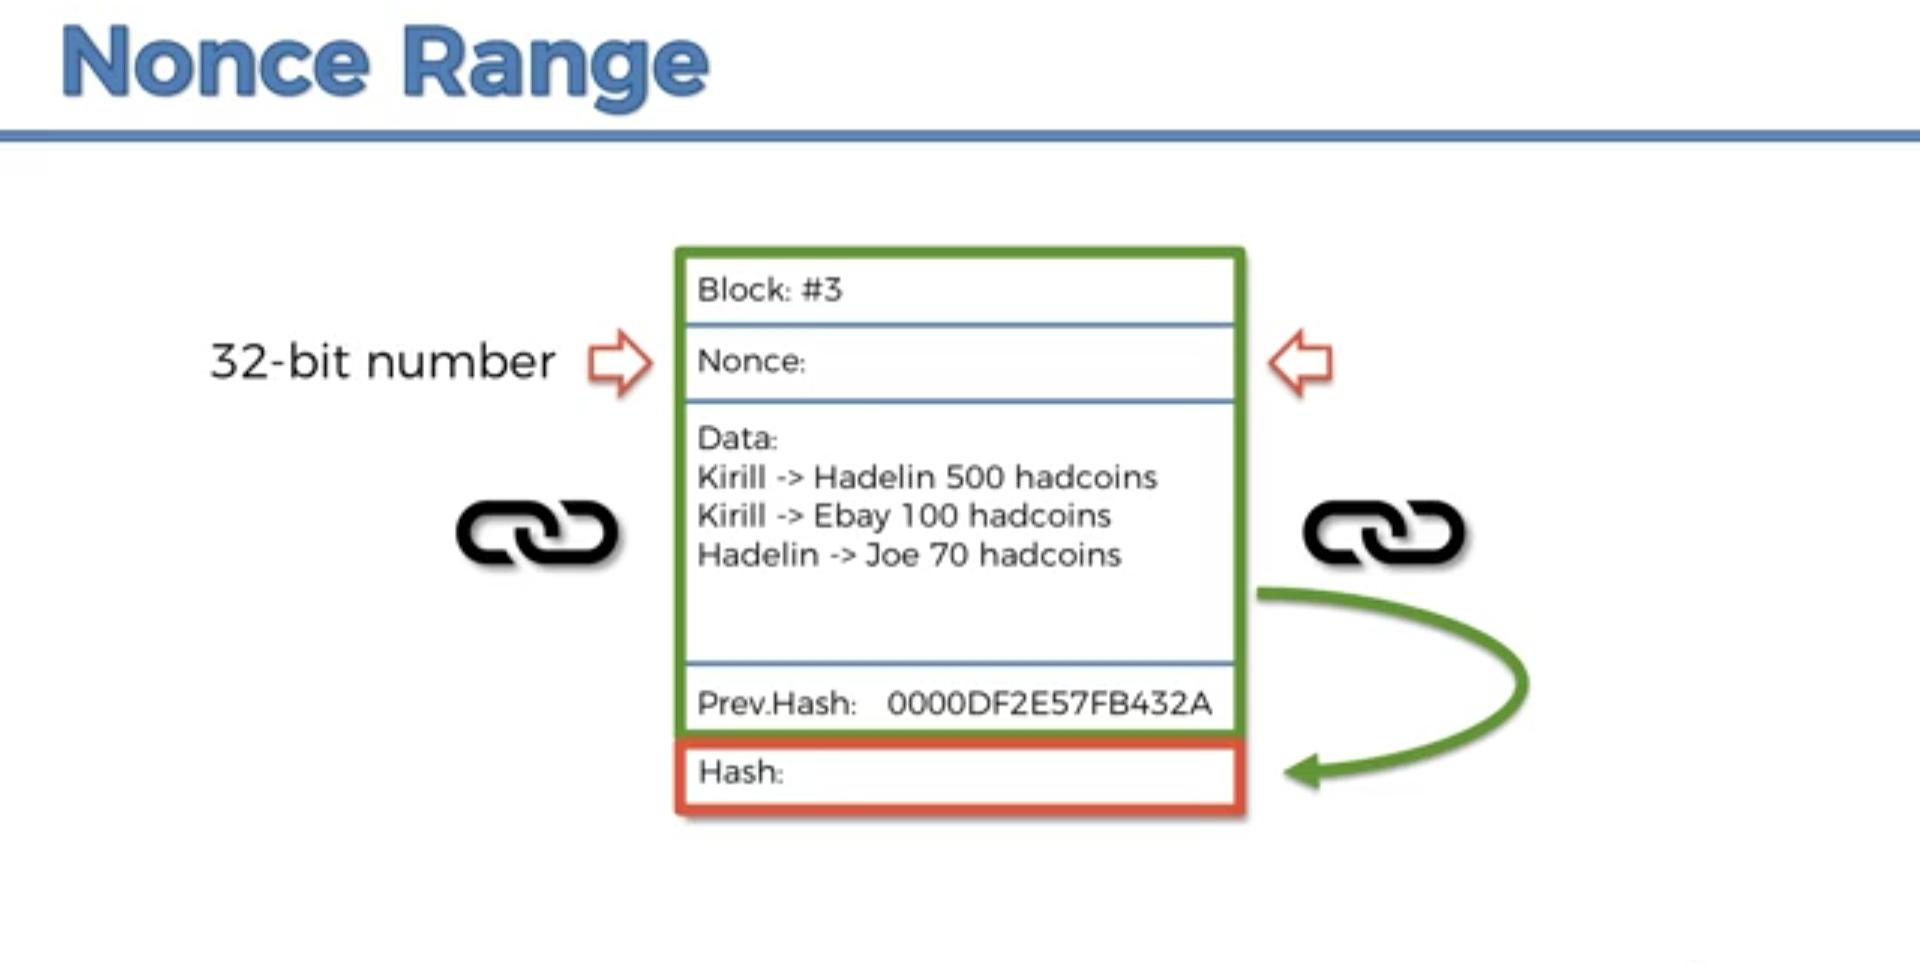 Nonce Range
Block: #3
32-bit number
Nonce:
Data:
Kirill -> Hadelin 500 hadcoins
Kirill -> Ebay 100 hadcoins
Hadelin -> Joe 70 hadcoins
Prev.Hash: 0000DF2E57FB432A
Hash: